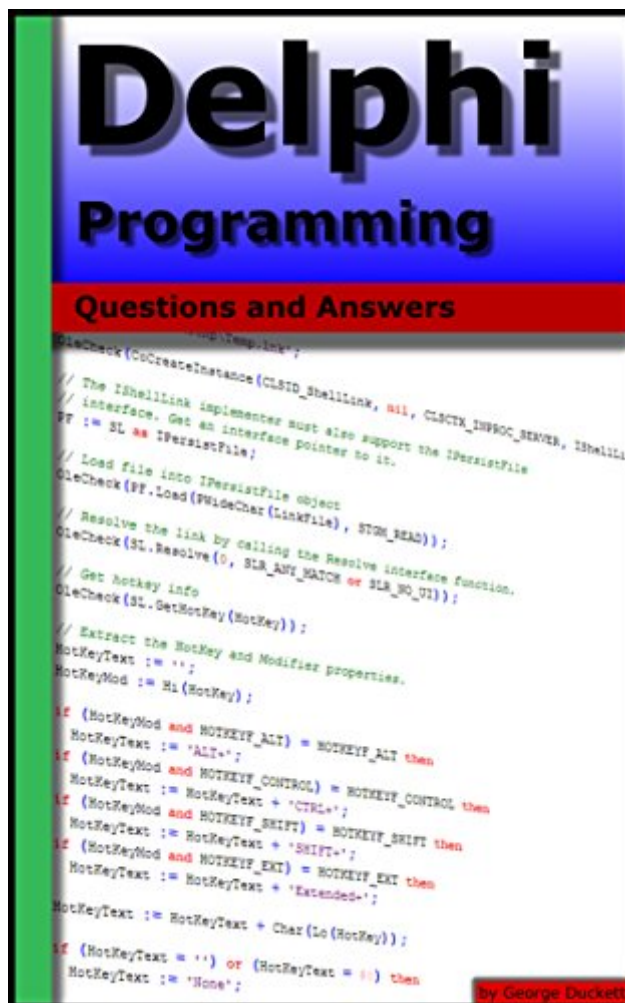 Delphi
Programming
Questions and Answers
\Temp.lnk';
OleCheck(CoCreateInstance(CLSID_ShellLink, nil, CLSCTX_INPROC_SERVER, IShellLi
// The IShellLink implementer must also support the IPersistFile
// interface. Get an interface pointer to it.
PF := SL as IPersistFile;
// Load file into IPersistFile object
OleCheck(PF.Load(PWideChar(LinkFile), STGM_READ));
// Resolve the link by calling the Resolve interface function.
OleCheck(SL.Resolve(0, SLR_ANY_MATCH or SLR_NO_UI));
// Get hotkey info
OleCheck(SL.GetHotKey(HotKey));
// Extract the HotKey and Modifier properties.
HotKeyText := '';
HotKeyMod := Hi(HotKey);
if (HotKeyMod and HOTKEYF_ALT) = HOTKEYF_ALT then
HotKeyText := 'ALT+';
if (HotKeyMod and HOTKEYF_CONTROL) = HOTKEYF_CONTROL then
HotKeyText := HotKeyText + 'CTRL+';
if (HotKeyMod and HOTKEYF_SHIFT) = HOTKEYF_SHIFT then
HotKeyText := HotKeyText + 'SHIFT+';
if (HotKeyMod and HOTKEYF_EXT) = HOTKEYF_EXT then
HotKeyText := HotKeyText + 'Extended+';
HotKeyText := HotKeyText + Char(Lo(HotKey));
if (HotKeyText = '') or (HotKeyText = ) then
HotKeyText := 'None';
by George Duckett